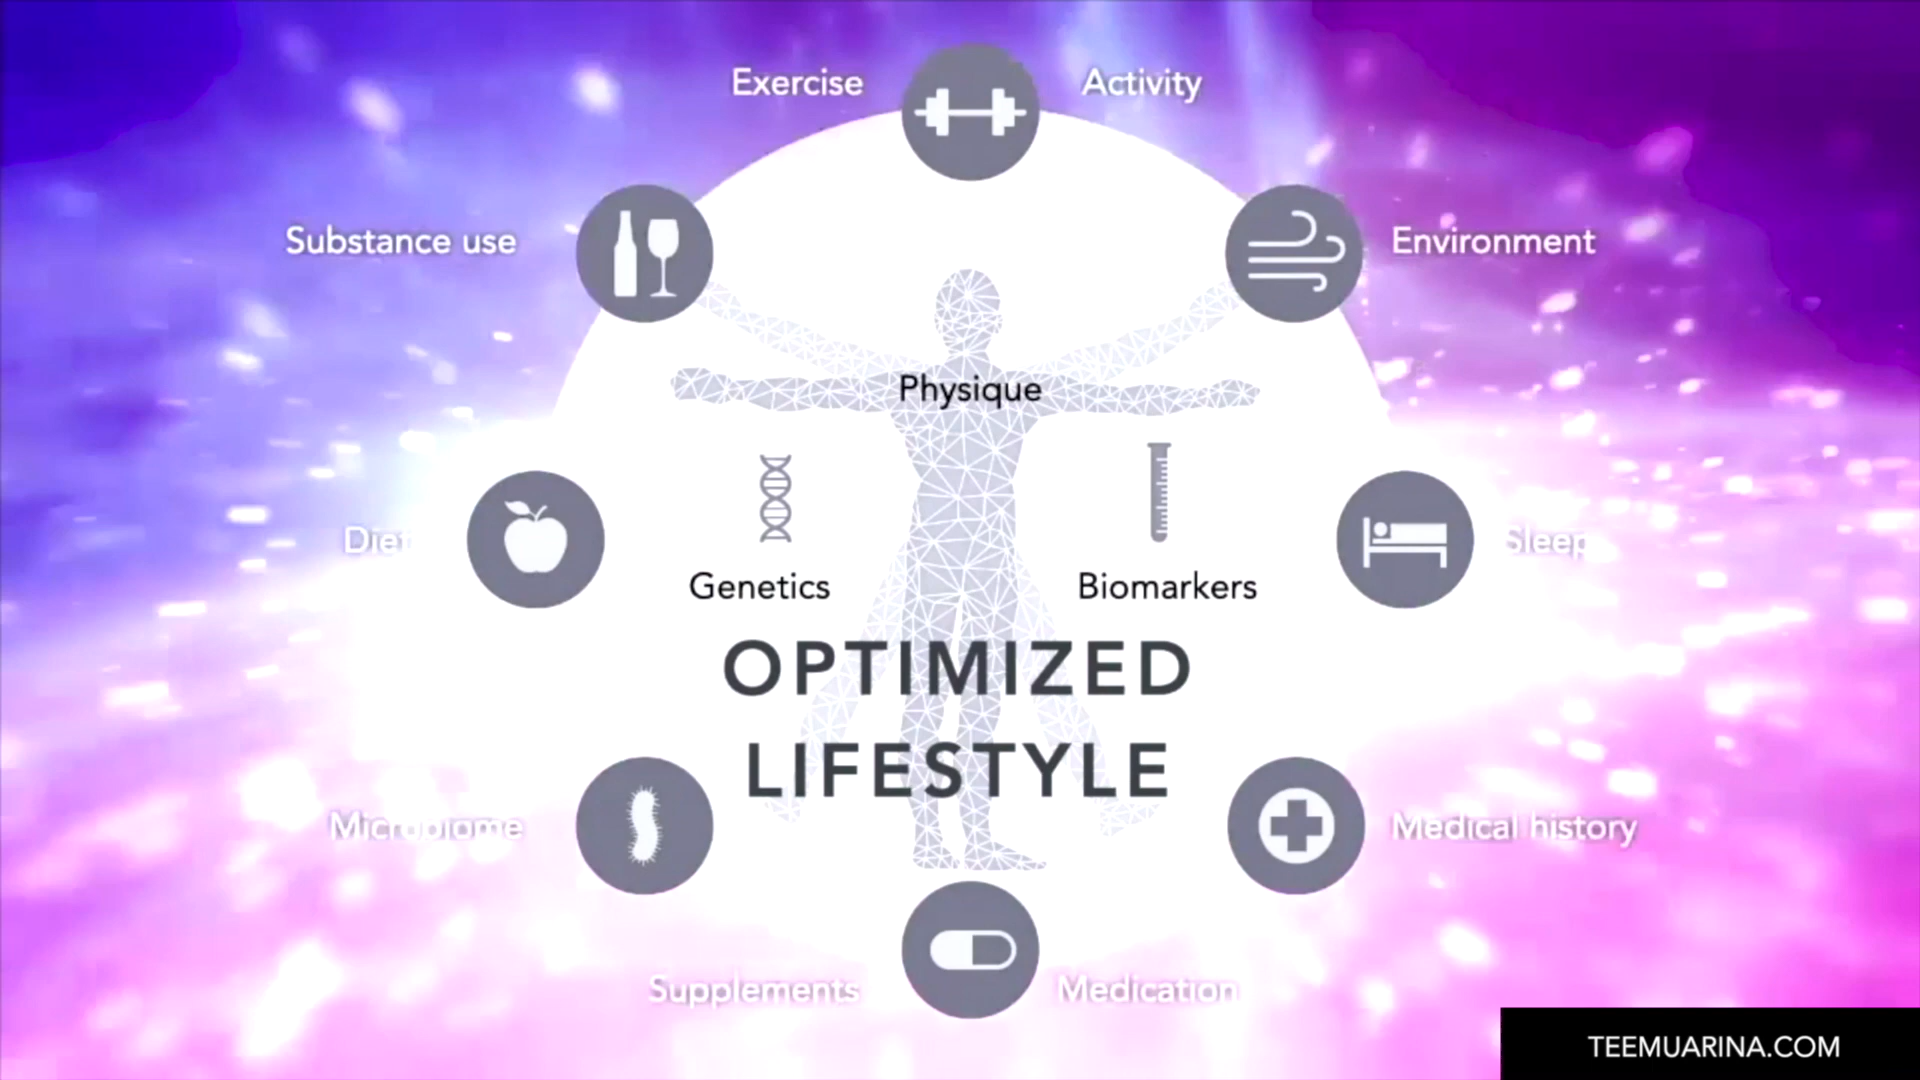 Exercise
Activity
Substance use
Environment
Physique
Diet
Sleep
Genetics
Biomarkers
OPTIMIZED
LIFESTYLE
Microbiome
Medical history
Supplements
Medication
TEEMUARINA.COM